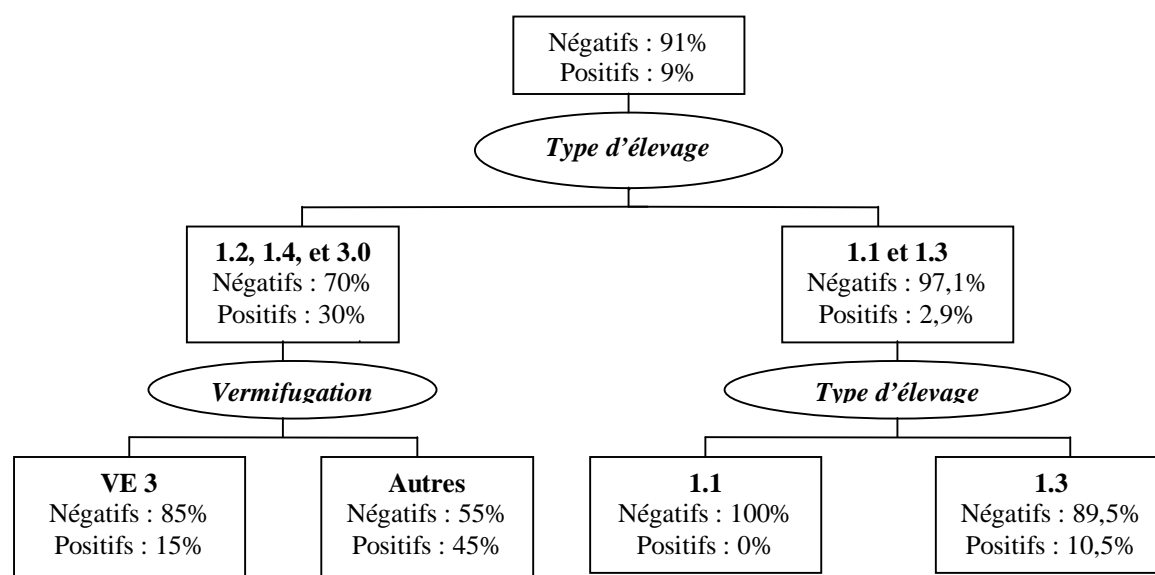 Négatifs : 91%
Positifs : 9%
Type d’élevage
1.2, 1.4, et 3.0
Négatifs : 70%
Positifs : 30%
1.1 et 1.3
Négatifs : 97,1%
Positifs : 2,9%
Vermifugation
Type d’élevage
VE 3
Négatifs : 85%
Positifs : 15%
Autres
Négatifs : 55%
Positifs : 45%
1.1
Négatifs : 100%
Positifs : 0%
1.3
Négatifs : 89,5%
Positifs : 10,5%